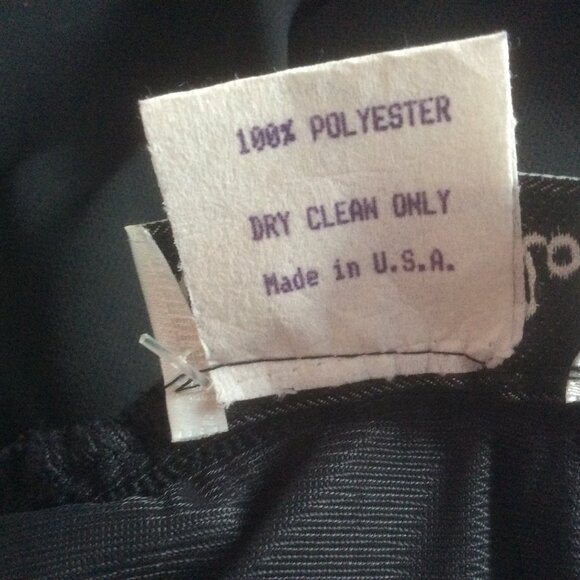 100% POLYESTER
DRY CLEAN ONLY
Made in U.S.A.